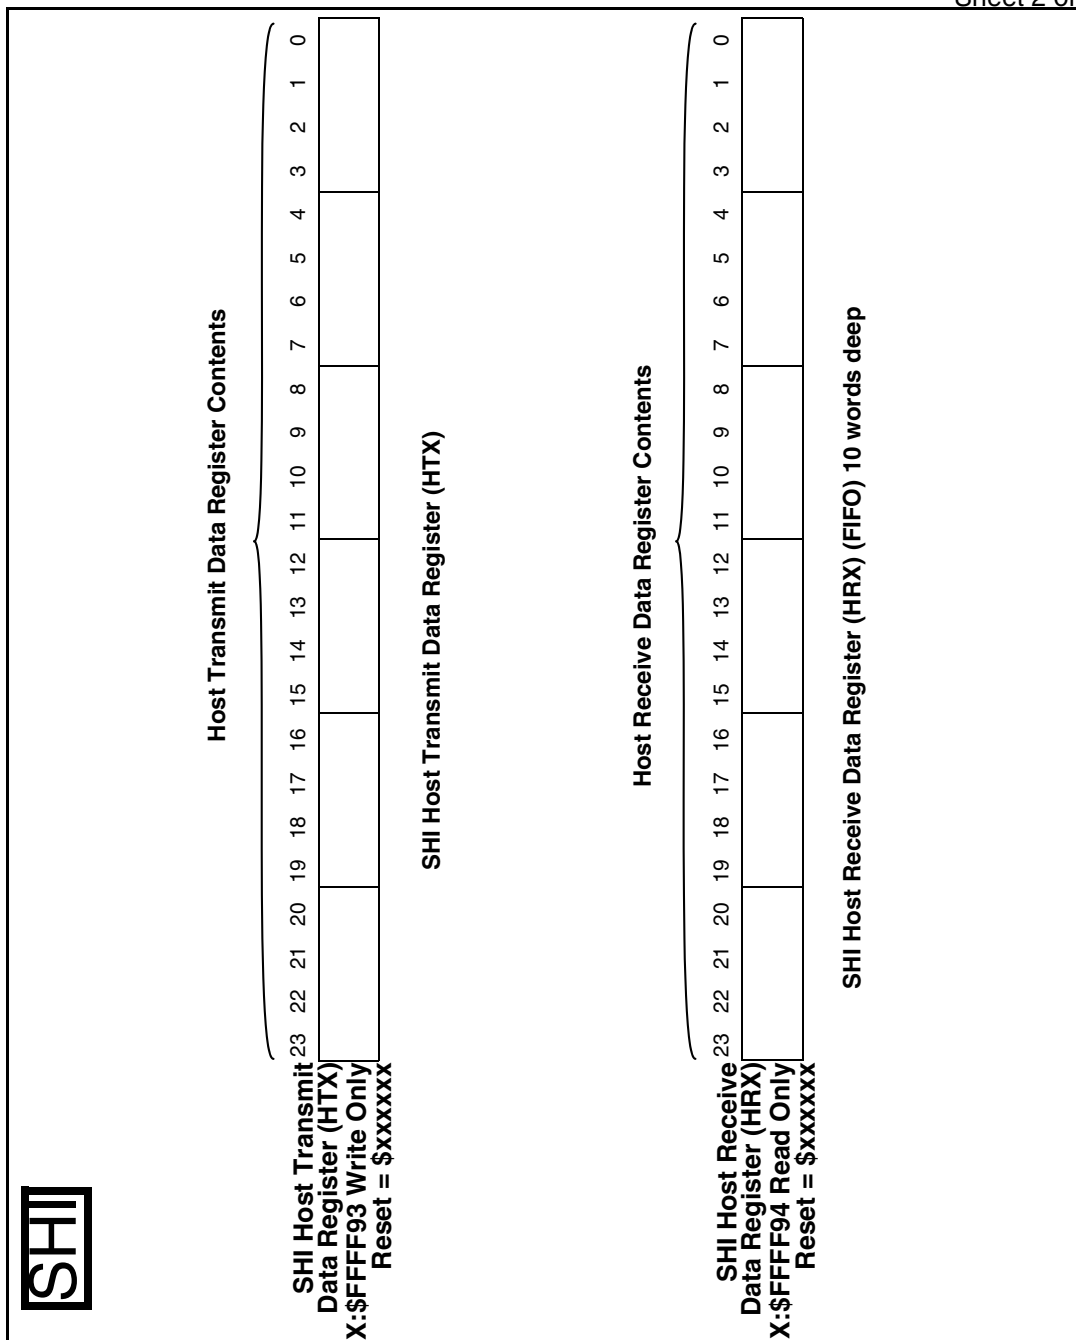 Sheet 2 of
SHI
Host Transmit Data Register Contents
23 22 21 20 19 18 17 16 15 14 13 12 11 10 9 8 7 6 5 4 3 2 1 0
SHI Host Transmit
Data Register (HTX)
X:$FFFF93 Write Only
Reset = $xxxxxx
SHI Host Transmit Data Register (HTX)
Host Receive Data Register Contents
23 22 21 20 19 18 17 16 15 14 13 12 11 10 9 8 7 6 5 4 3 2 1 0
SHI Host Receive
Data Register (HRX)
X:$FFFF94 Read Only
Reset = $xxxxxx
SHI Host Receive Data Register (HRX) (FIFO) 10 words deep